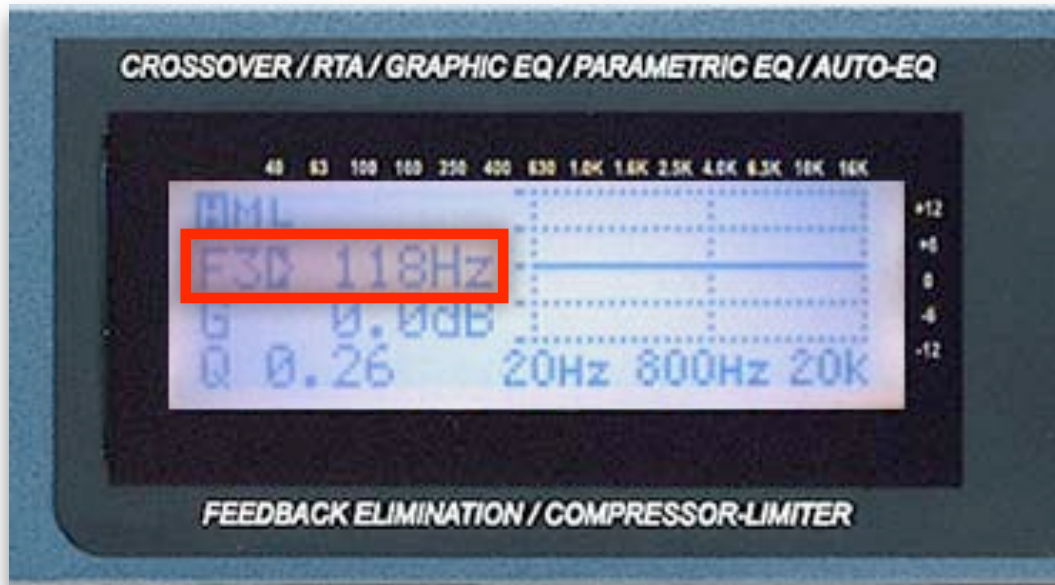 CROSSOVER / RTA / GRAPHIC EQ / PARAMETRIC EQ / AUTO-EQ
40 63 100 160 250 400 630 1.0K 1.6K 2.5K 4.0K 6.3K 10K 16K
HML
F3 118Hz
G 0.0dB
Q 0.26
20Hz 800Hz 20k
+12
+6
0
-6
-12
FEEDBACK ELIMINATION / COMPRESSOR-LIMITER